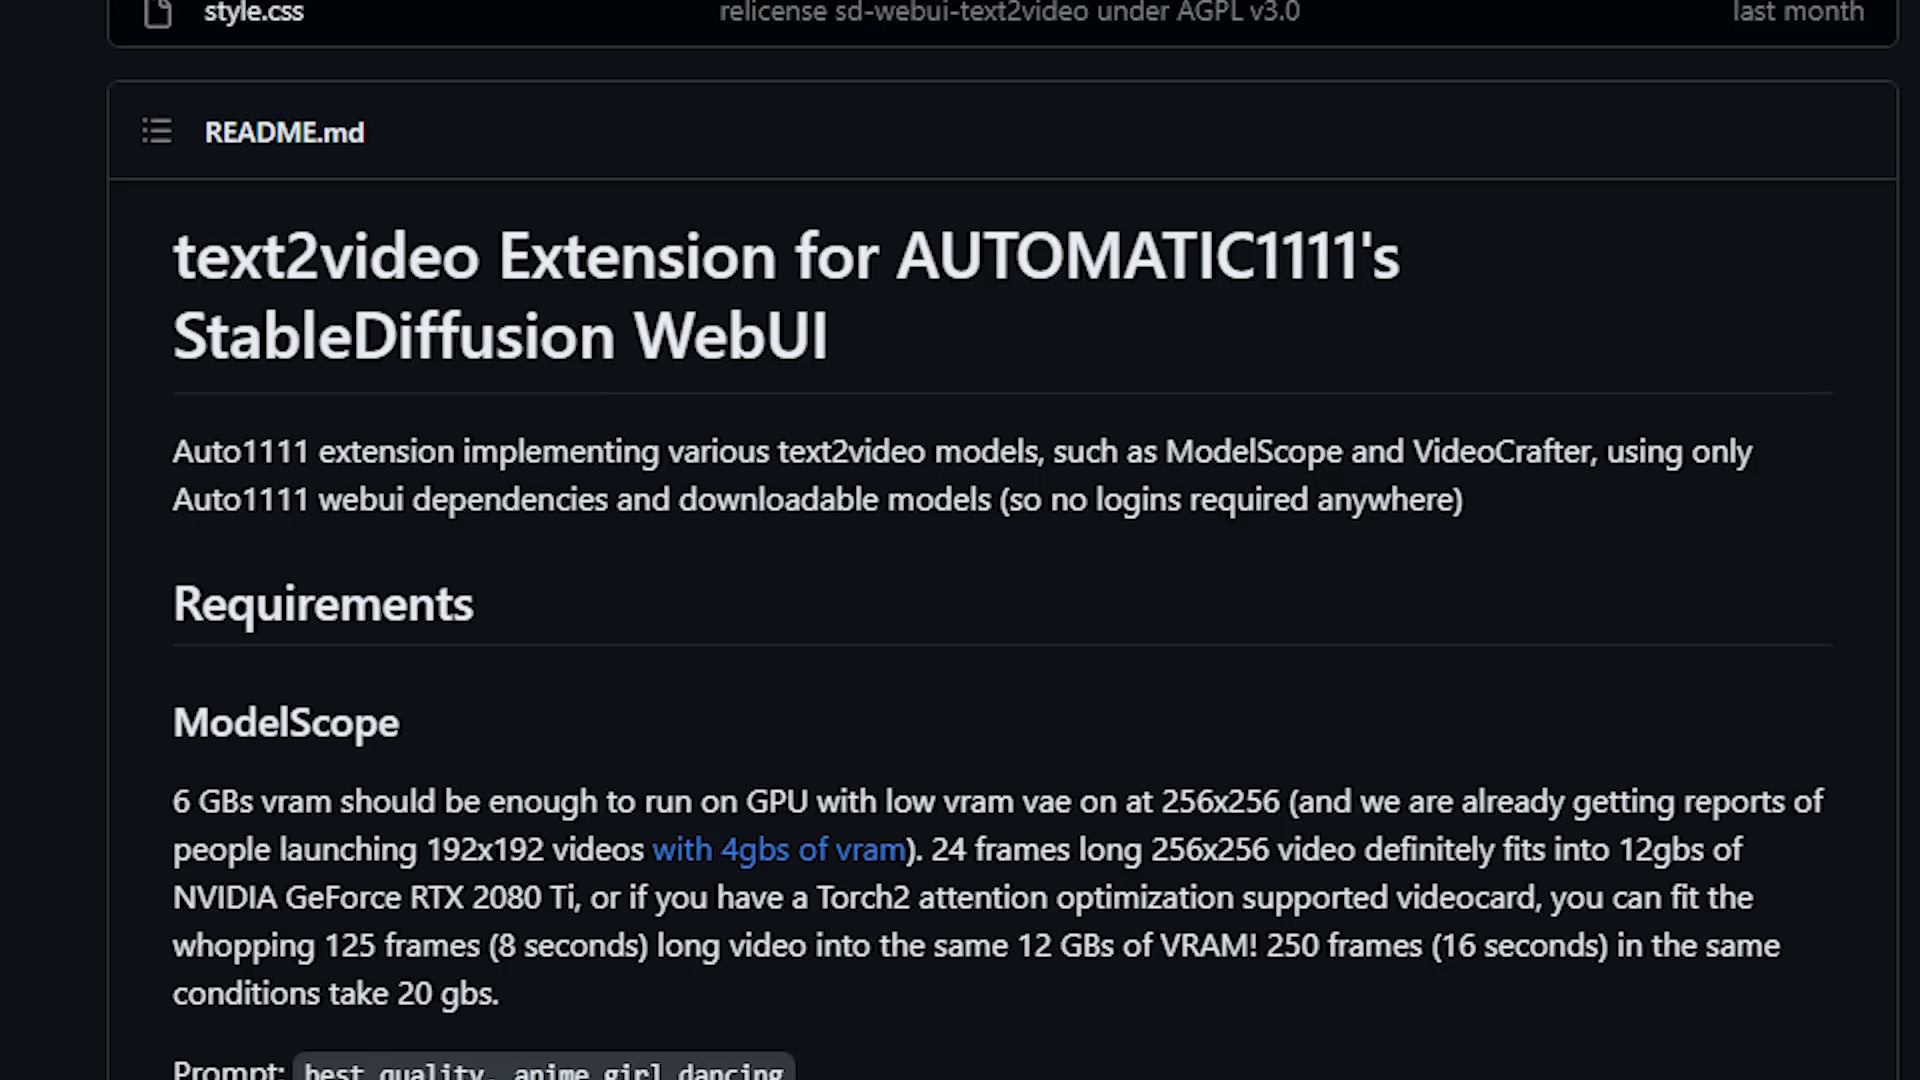 style.css relicense sd-webui-text2video under AGPL v3.0 last month
README.md
text2video Extension for AUTOMATIC1111's
StableDiffusion WebUI
Auto1111 extension implementing various text2video models, such as ModelScope and VideoCrafter, using only
Auto1111 webui dependencies and downloadable models (so no logins required anywhere)
Requirements
ModelScope
6 GBs vram should be enough to run on GPU with low vram vae on at 256x256 (and we are already getting reports of
people launching 192x192 videos with 4gbs of vram). 24 frames long 256x256 video definitely fits into 12gbs of
NVIDIA GeForce RTX 2080 Ti, or if you have a Torch2 attention optimization supported videocard, you can fit the
whopping 125 frames (8 seconds) long video into the same 12 GBs of VRAM! 250 frames (16 seconds) in the same
conditions take 20 gbs.
Prompt: best quality, anime girl dancing